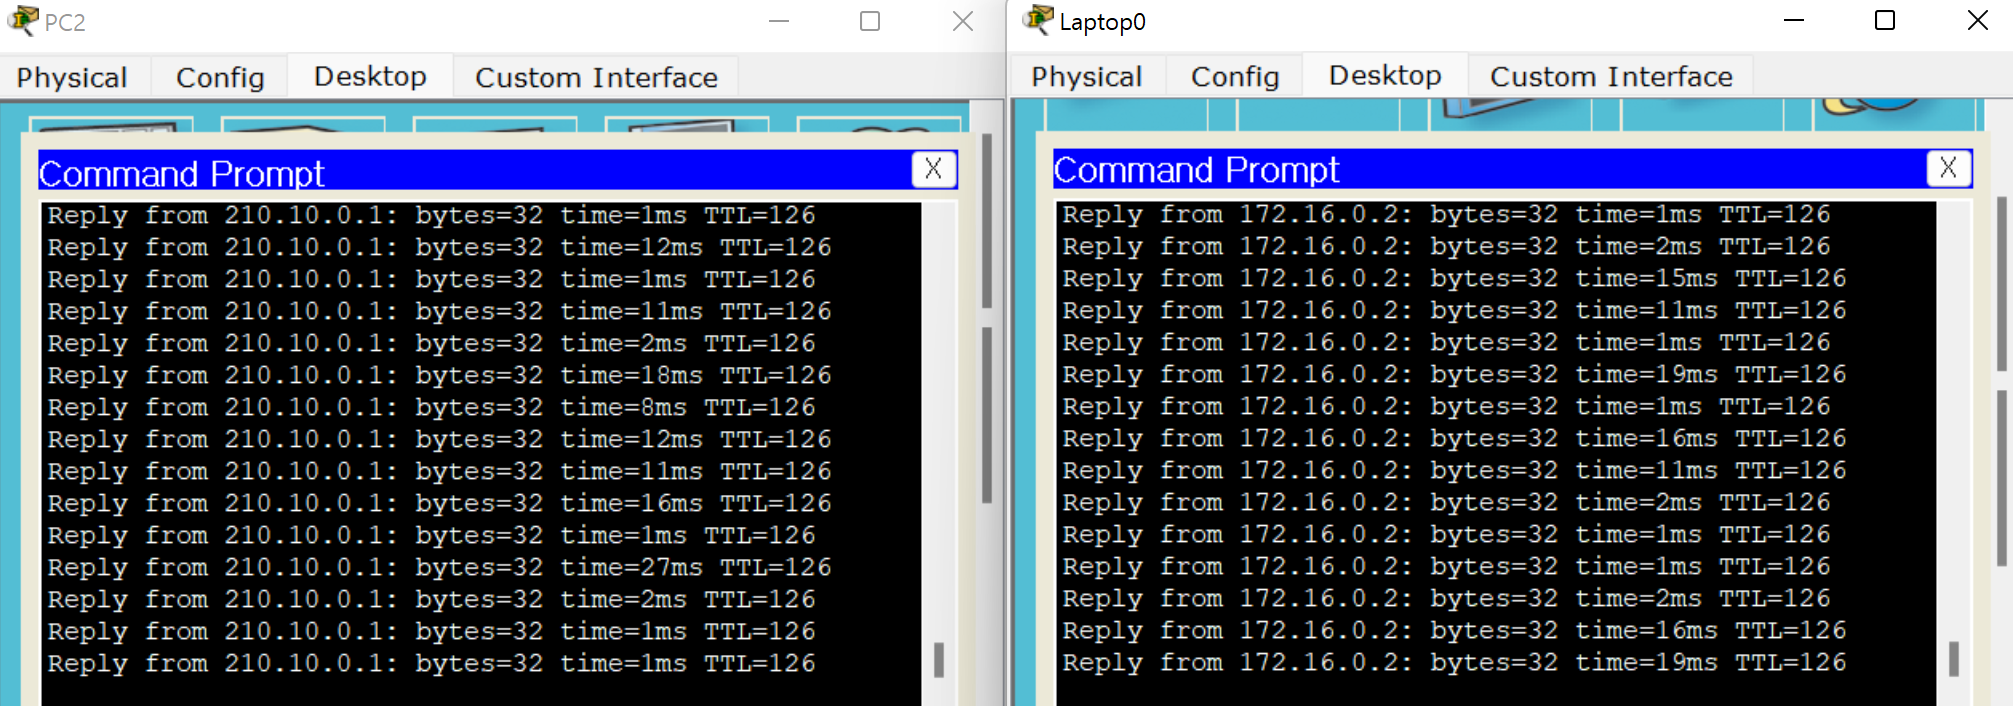 PC2
Physical Config Desktop Custom Interface
Command Prompt X
Reply from 210.10.0.1: bytes=32 time=1ms TTL=126
Reply from 210.10.0.1: bytes=32 time=12ms TTL=126
Reply from 210.10.0.1: bytes=32 time=1ms TTL=126
Reply from 210.10.0.1: bytes=32 time=11ms TTL=126
Reply from 210.10.0.1: bytes=32 time=2ms TTL=126
Reply from 210.10.0.1: bytes=32 time=18ms TTL=126
Reply from 210.10.0.1: bytes=32 time=8ms TTL=126
Reply from 210.10.0.1: bytes=32 time=12ms TTL=126
Reply from 210.10.0.1: bytes=32 time=11ms TTL=126
Reply from 210.10.0.1: bytes=32 time=16ms TTL=126
Reply from 210.10.0.1: bytes=32 time=1ms TTL=126
Reply from 210.10.0.1: bytes=32 time=27ms TTL=126
Reply from 210.10.0.1: bytes=32 time=2ms TTL=126
Reply from 210.10.0.1: bytes=32 time=1ms TTL=126
Reply from 210.10.0.1: bytes=32 time=1ms TTL=126
Laptop0
Physical Config Desktop Custom Interface
Command Prompt X
Reply from 172.16.0.2: bytes=32 time=1ms TTL=126
Reply from 172.16.0.2: bytes=32 time=2ms TTL=126
Reply from 172.16.0.2: bytes=32 time=15ms TTL=126
Reply from 172.16.0.2: bytes=32 time=11ms TTL=126
Reply from 172.16.0.2: bytes=32 time=1ms TTL=126
Reply from 172.16.0.2: bytes=32 time=19ms TTL=126
Reply from 172.16.0.2: bytes=32 time=1ms TTL=126
Reply from 172.16.0.2: bytes=32 time=16ms TTL=126
Reply from 172.16.0.2: bytes=32 time=11ms TTL=126
Reply from 172.16.0.2: bytes=32 time=2ms TTL=126
Reply from 172.16.0.2: bytes=32 time=1ms TTL=126
Reply from 172.16.0.2: bytes=32 time=1ms TTL=126
Reply from 172.16.0.2: bytes=32 time=2ms TTL=126
Reply from 172.16.0.2: bytes=32 time=16ms TTL=126
Reply from 172.16.0.2: bytes=32 time=19ms TTL=126